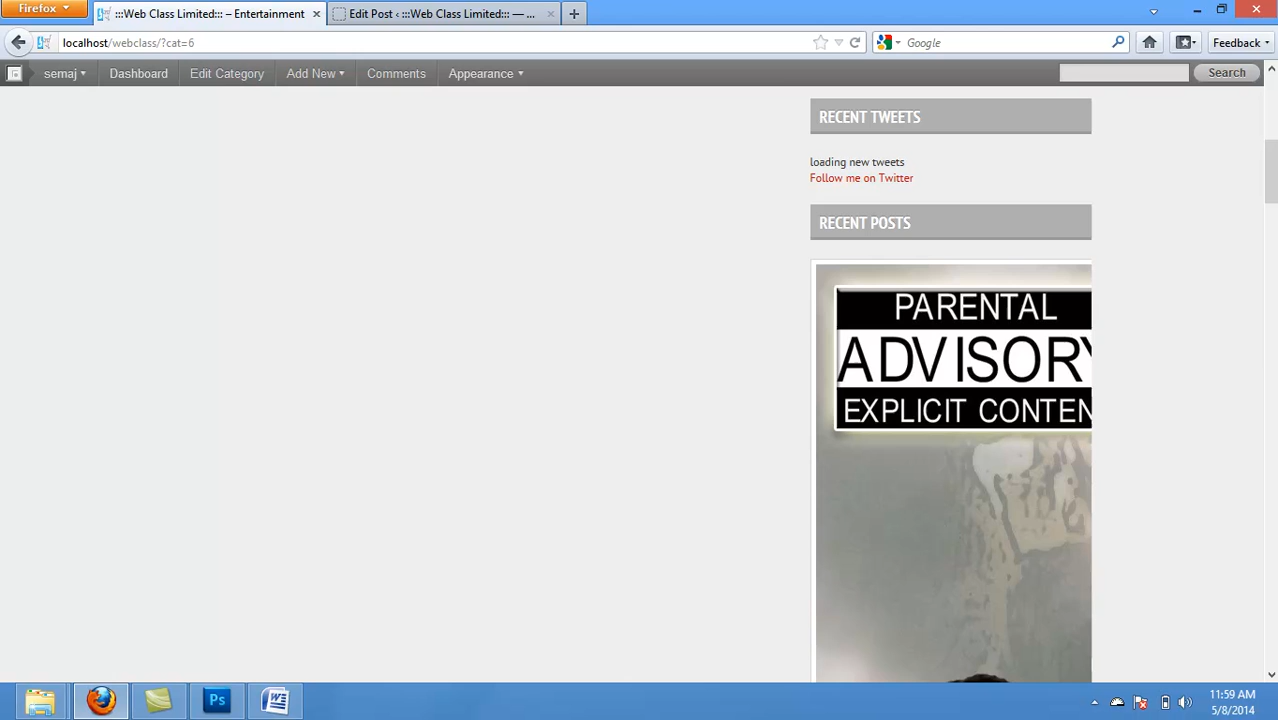 Firefox
:::Web Class Limited::: – Entertainment
Edit Post ‹ :::Web Class Limited::: — ...
localhost/webclass/?cat=6
Google
Feedback
semaj
Dashboard
Edit Category
Add New
Comments
Appearance
Search
RECENT TWEETS
loading new tweets
Follow me on Twitter
RECENT POSTS
PARENTAL
ADVISORY
EXPLICIT CONTEN
Ps
W
11:59 AM
5/8/2014